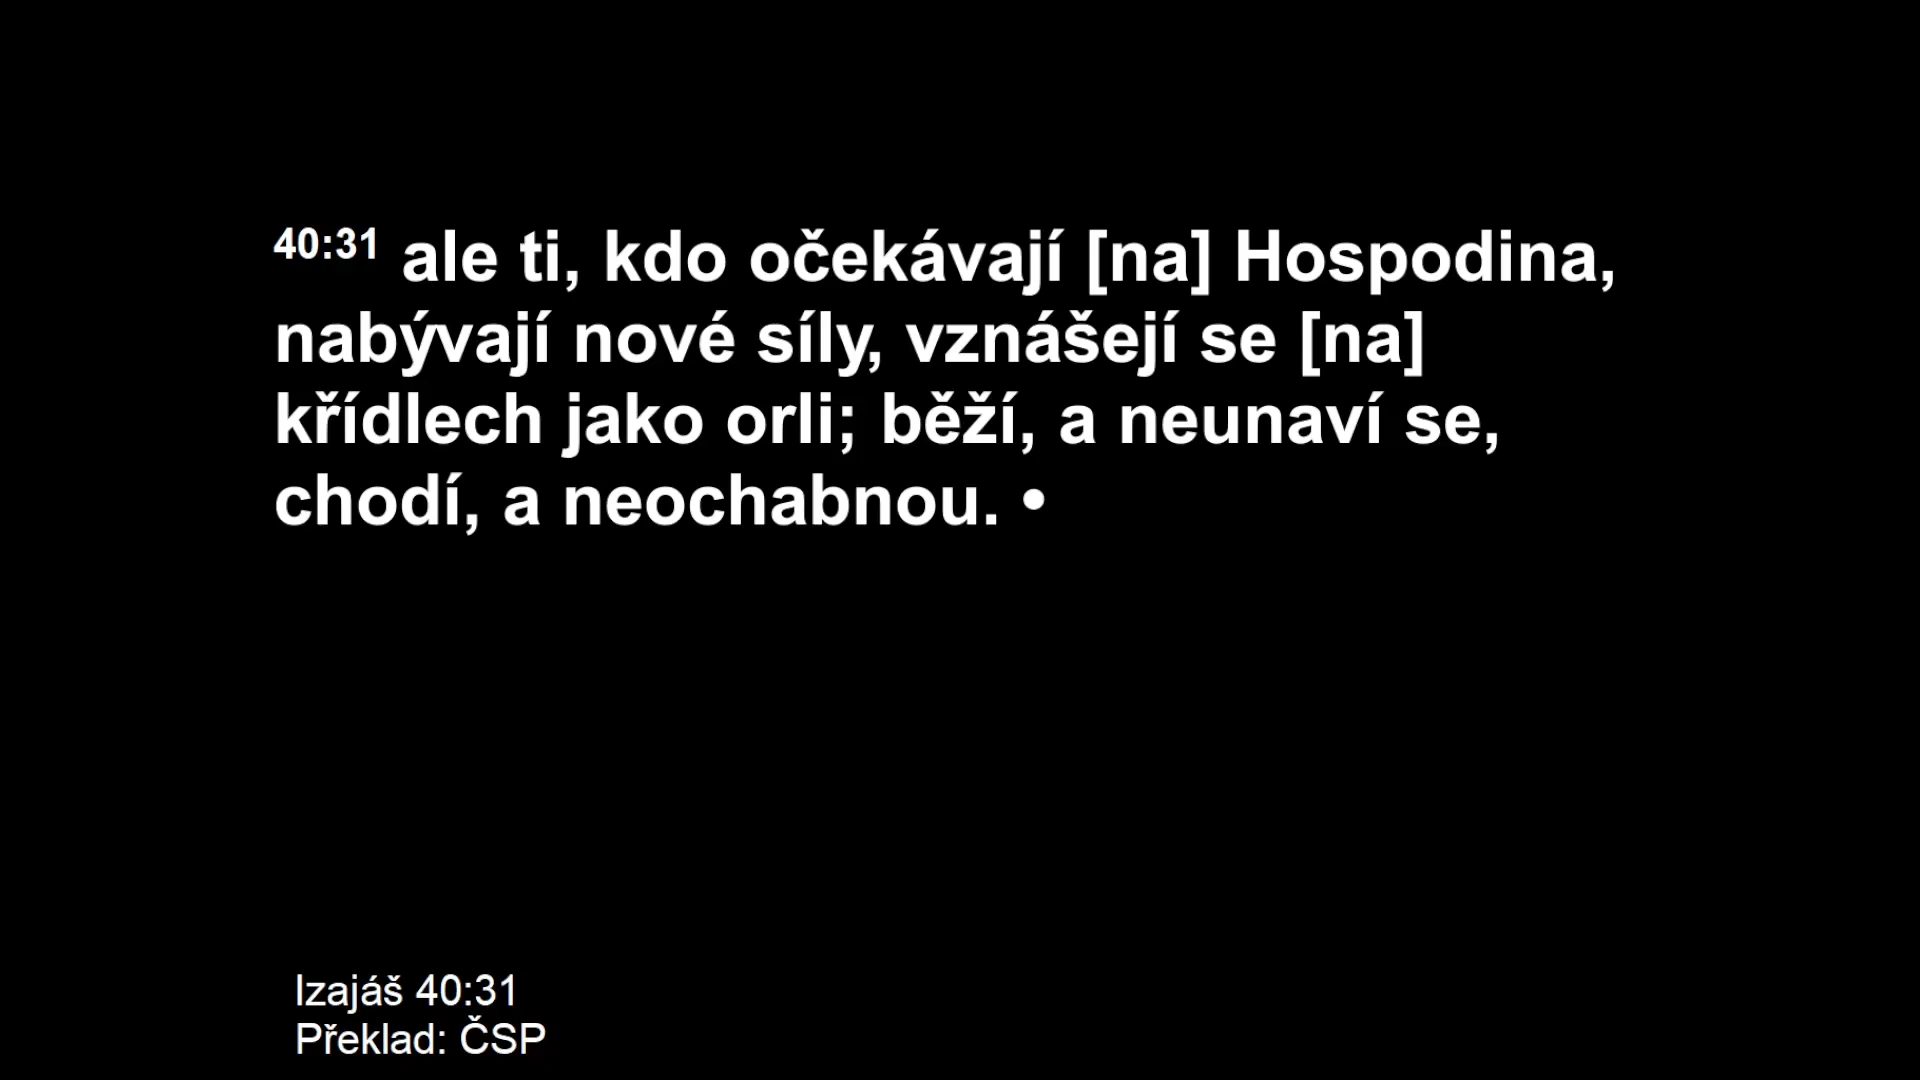 40:31 ale ti, kdo očekávají [na] Hospodina,
nabývají nové síly, vznášejí se [na]
křídlech jako orli; běží, a neunaví se,
chodí, a neochabnou. •
Izajáš 40:31
Překlad: ČSP